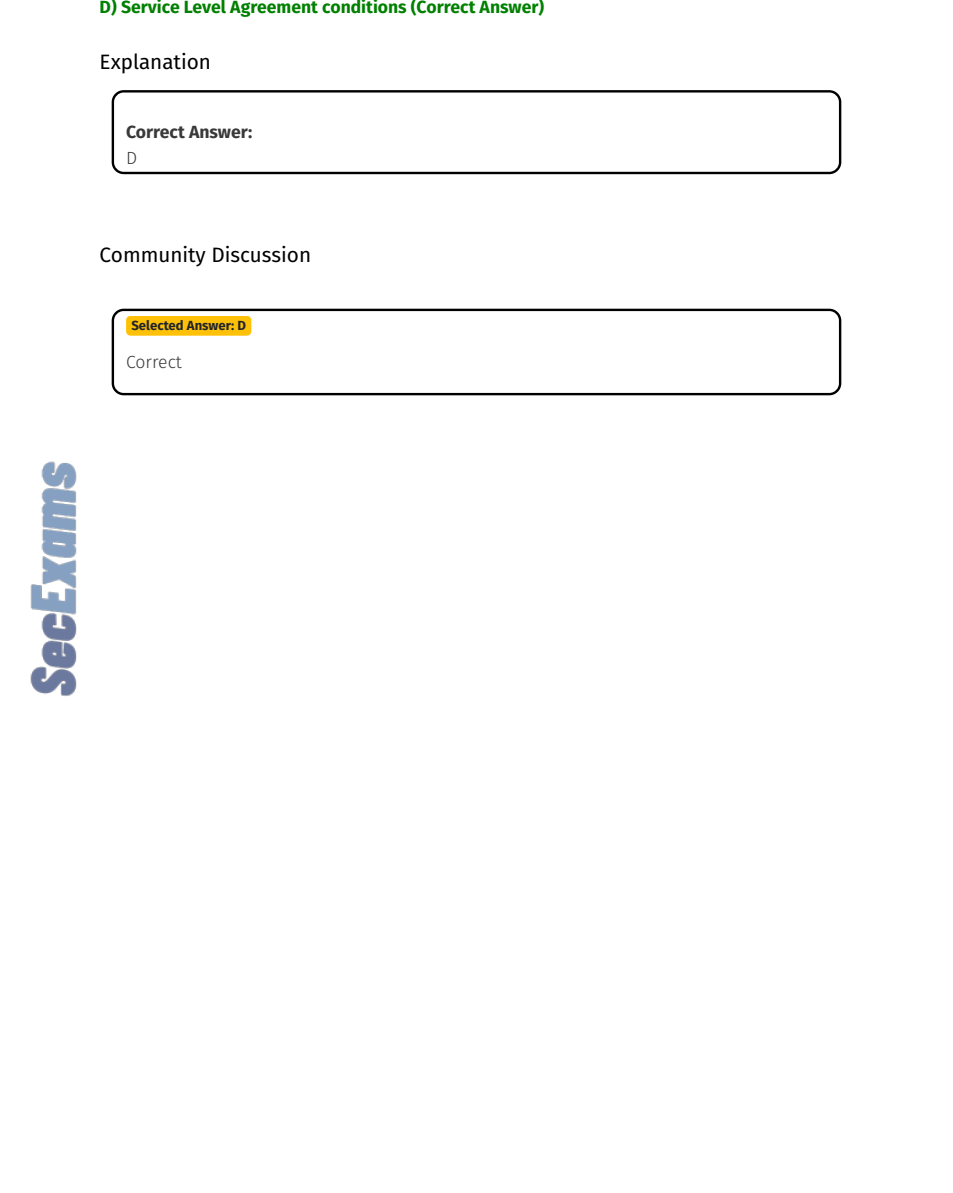 D) Service Level Agreement conditions (Correct Answer)
Explanation
Correct Answer:
D
Community Discussion
Selected Answer: D
Correct
SecExams